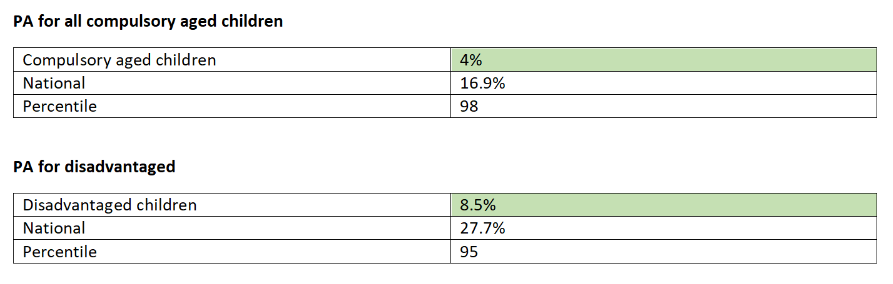 PA for all compulsory aged children
Compulsory aged children 4%
National 16.9%
Percentile 98
PA for disadvantaged
Disadvantaged children 8.5%
National 27.7%
Percentile 95